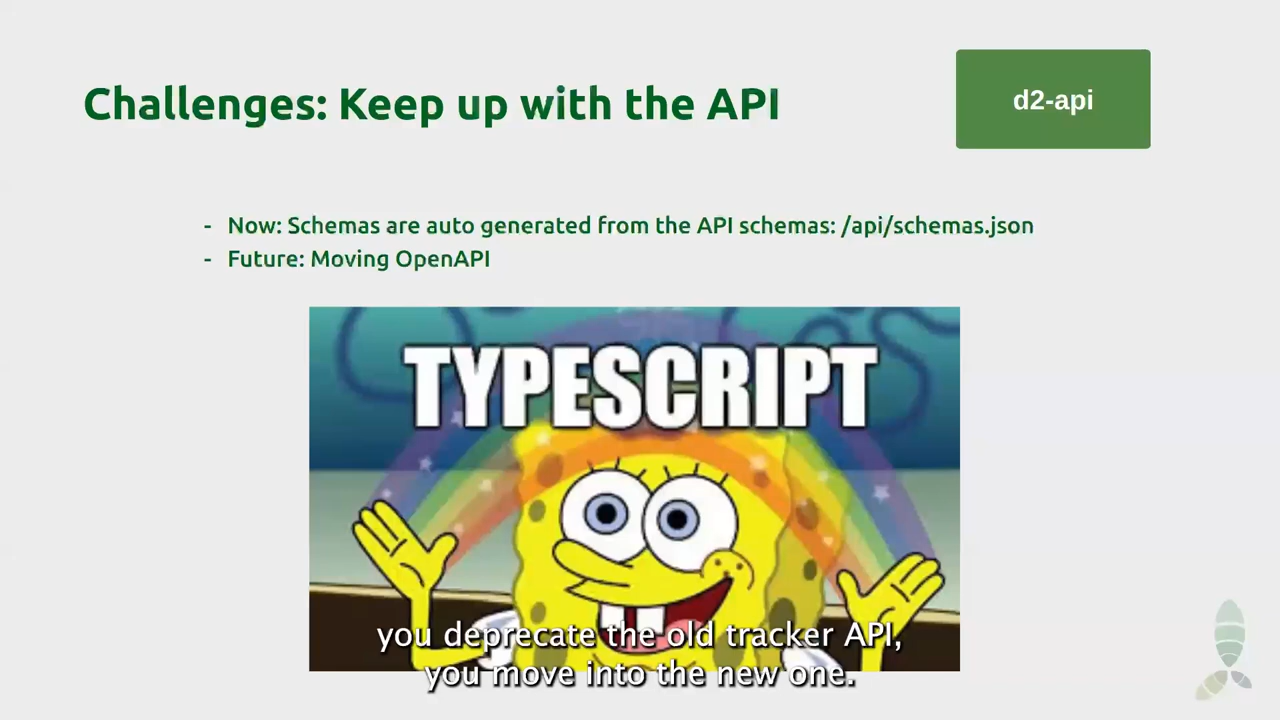 Challenges: Keep up with the API
d2-api
- Now: Schemas are auto generated from the API schemas: /api/schemas.json
- Future: Moving OpenAPI
TYPESCRIPT
you deprecate the old tracker API,
you move into the new one.